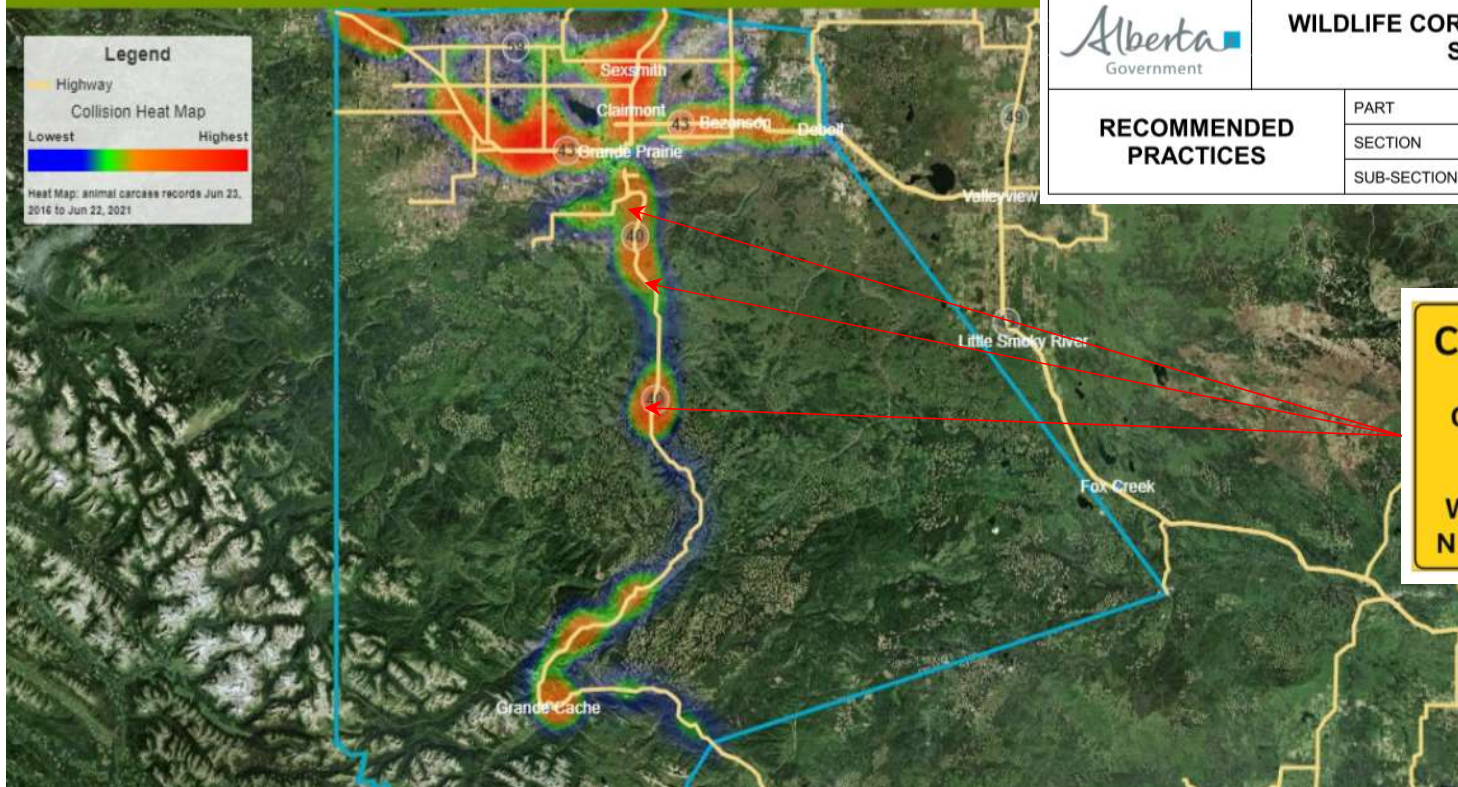 Legend
Highway
Collision Heat Map
Lowest Highest
Heat Map: animal carcass records Jun 23,
2016 to Jun 22, 2021
59
Sexsmith
Clairmont
43 Bezanson Debolt
43 Grande Prairie
49
Valleyview
40
Little Smoky River
40
Fox Creek
Grande Cache
Alberta
Government
WILDLIFE COR
S
RECOMMENDED
PRACTICES
PART
SECTION
SUB-SECTION
C
W
N